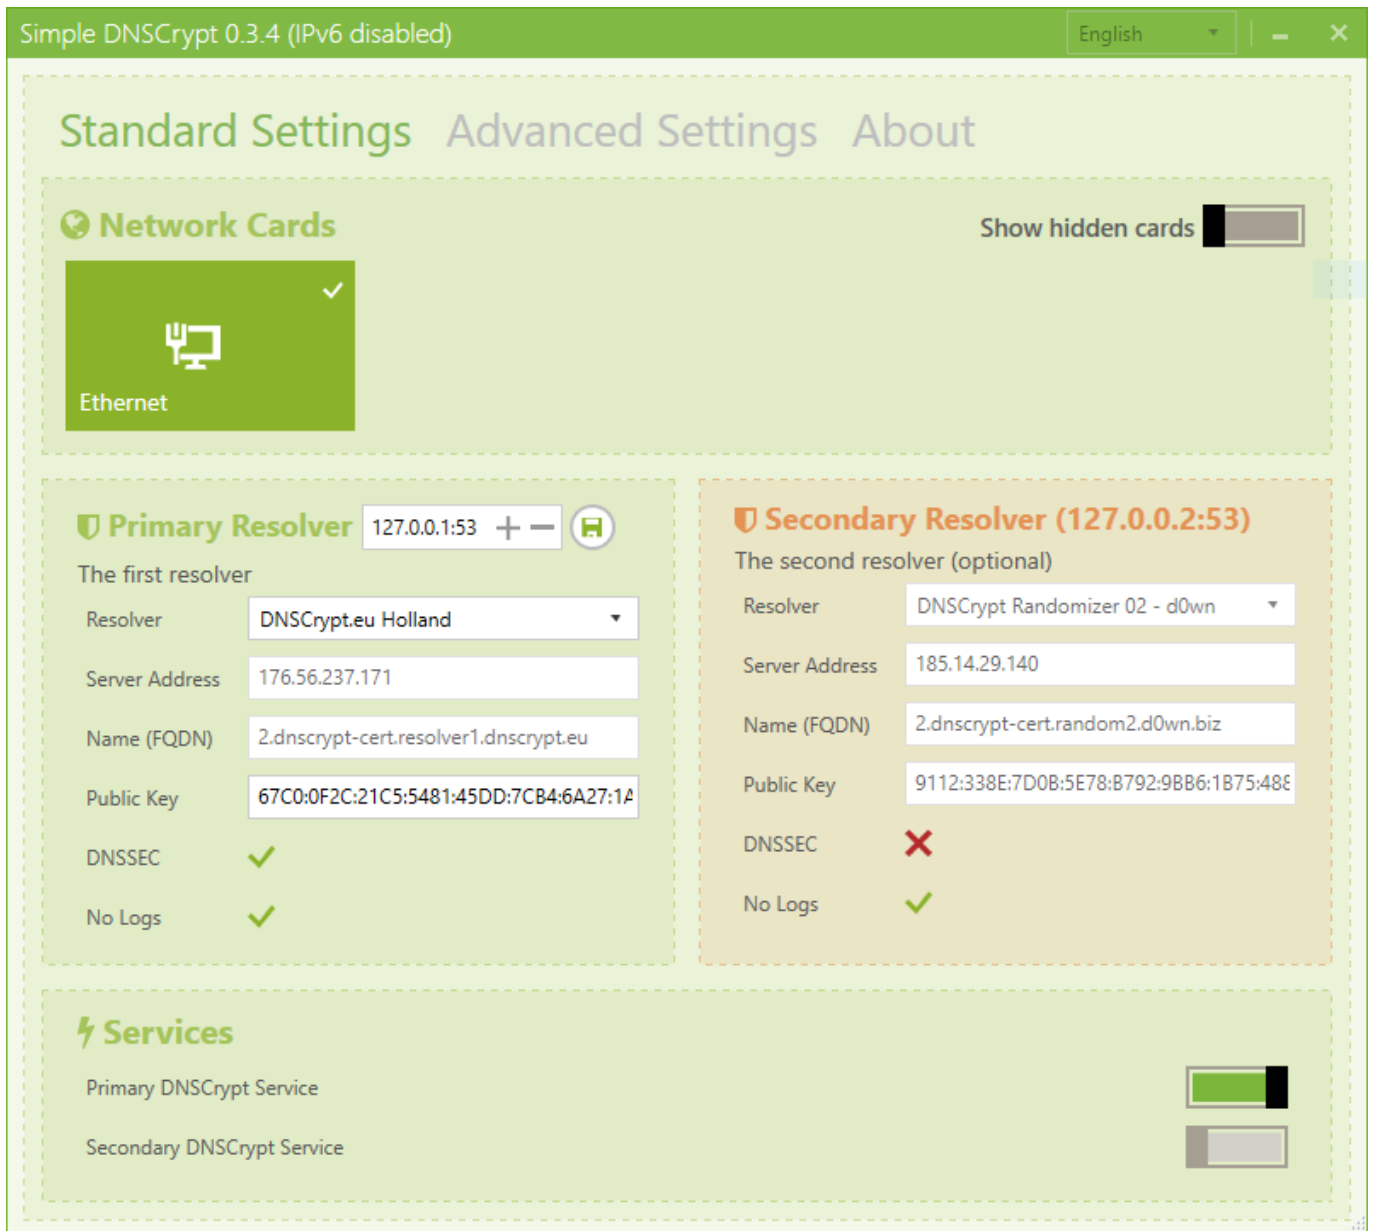 Simple DNSCrypt 0.3.4 (IPv6 disabled)
English
Standard Settings Advanced Settings About
Network Cards
Show hidden cards
Ethernet
Primary Resolver
127.0.0.1:53
The first resolver
Resolver
DNSCrypt.eu Holland
Server Address
176.56.237.171
Name (FQDN)
2.dnscrypt-cert.resolver1.dnscrypt.eu
Public Key
67C0:0F2C:21C5:5481:45DD:7CB4:6A27:1A
DNSSEC
No Logs
Secondary Resolver (127.0.0.2:53)
The second resolver (optional)
Resolver
DNSCrypt Randomizer 02 - d0wn
Server Address
185.14.29.140
Name (FQDN)
2.dnscrypt-cert.random2.d0wn.biz
Public Key
9112:338E:7D0B:5E78:B792:9BB6:1B75:488
DNSSEC
No Logs
Services
Primary DNSCrypt Service
Secondary DNSCrypt Service